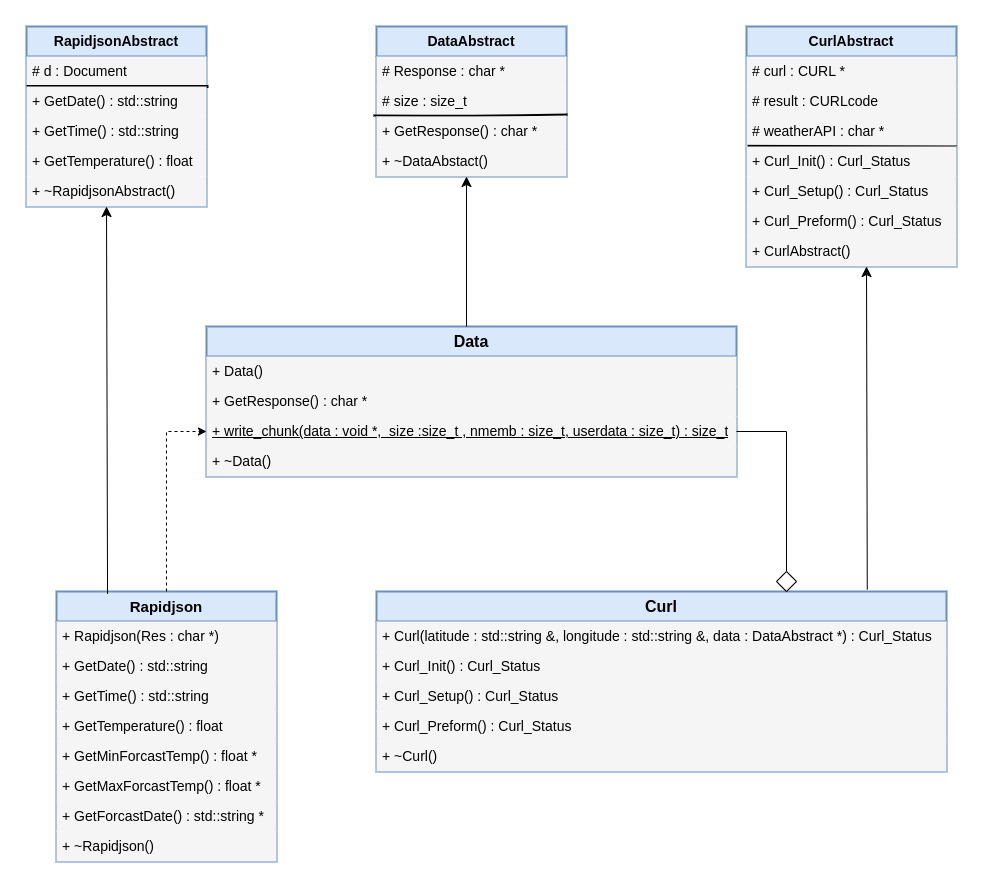 RapidjsonAbstract
# d : Document
+ GetDate() : std::string
+ GetTime() : std::string
+ GetTemperature() : float
+ ~RapidjsonAbstract()
DataAbstract
# Response : char *
# size : size_t
+ GetResponse() : char *
+ ~DataAbstact()
CurlAbstract
# curl : CURL *
# result : CURLcode
# weatherAPI : char *
+ Curl_Init() : Curl_Status
+ Curl_Setup() : Curl_Status
+ Curl_Preform() : Curl_Status
+ CurlAbstract()
Data
+ Data()
+ GetResponse() : char *
+ write_chunk(data : void *,  size :size_t , nmemb : size_t, userdata : size_t) : size_t
+ ~Data()
Rapidjson
+ Rapidjson(Res : char *)
+ GetDate() : std::string
+ GetTime() : std::string
+ GetTemperature() : float
+ GetMinForcastTemp() : float *
+ GetMaxForcastTemp() : float *
+ GetForcastDate() : std::string *
+ ~Rapidjson()
Curl
+ Curl(latitude : std::string &, longitude : std::string &, data : DataAbstract *) : Curl_Status
+ Curl_Init() : Curl_Status
+ Curl_Setup() : Curl_Status
+ Curl_Preform() : Curl_Status
+ ~Curl()